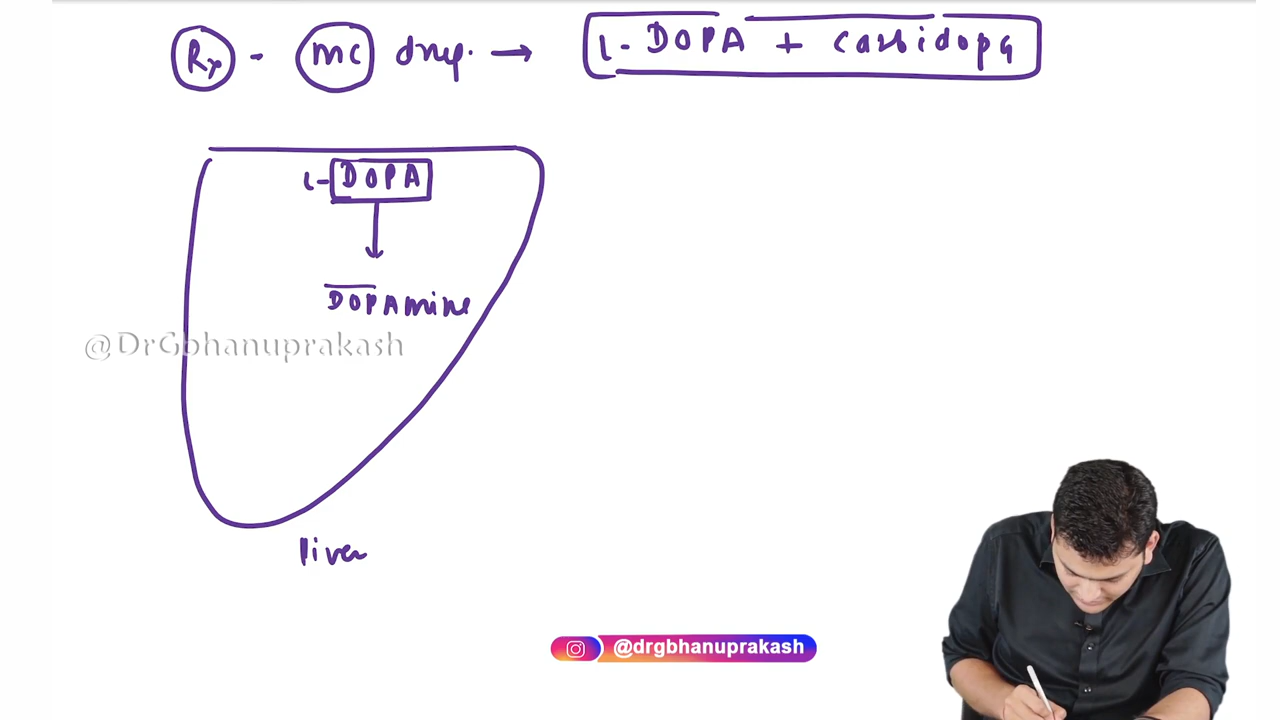 Rx - mc drug. → L-DOPA + carbidopa
L-DOPA
DOPAmine
@DrGbhanuprakash
liver
@drgbhanuprakash